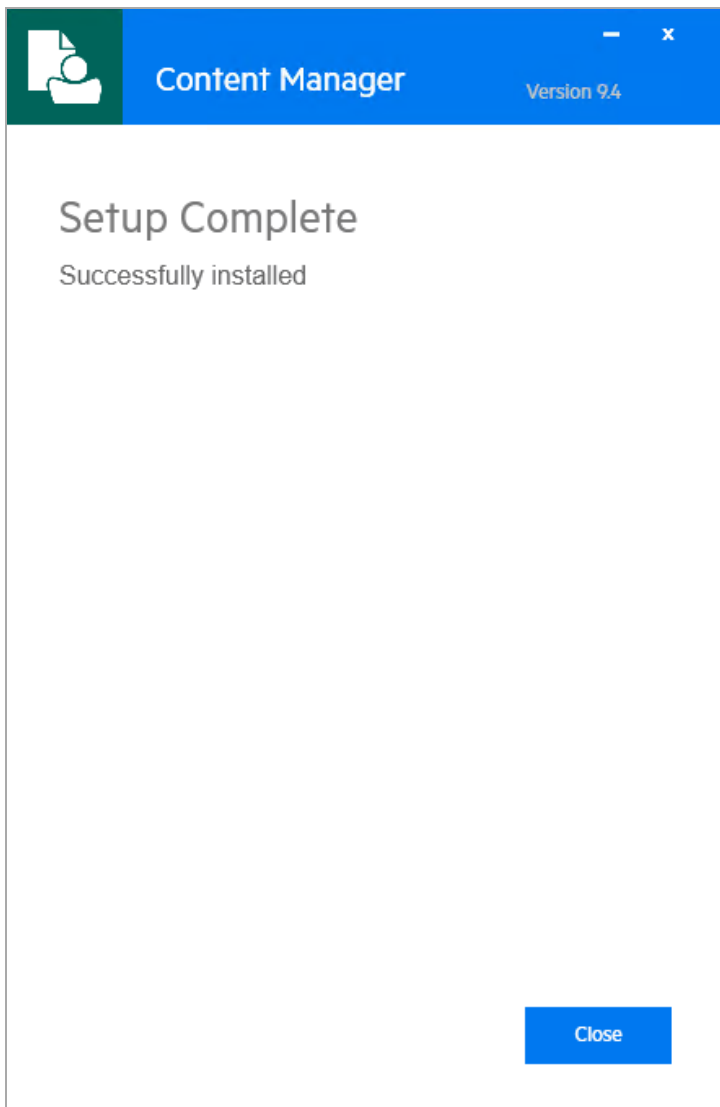 Content Manager
Version 9.4
Setup Complete
Successfully installed
Close